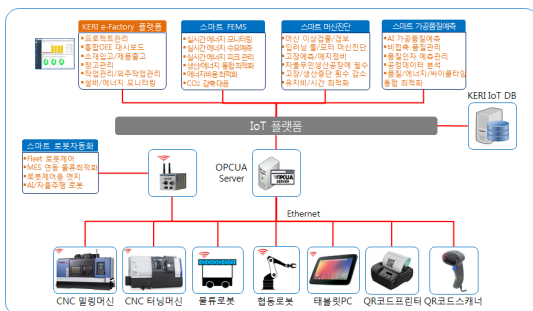 KERI e-Factory 플랫폼
•프로젝트관리
•통합OEE 대시보드
•소재입고/제품출고
•창고관리
•작업관리/외주작업관리
•설비/에너지 모니터링
스마트 FEMS
•실시간에너지 모니터링
•실시간에너지 수요예측
•실시간에너지 피크 관리
•생산/에너지 통합 최적화
•에너지비용 최적화
•CO2 감축대응
스마트 머신진단
•머신 이상검출/경보
•딥러닝 툴/모터 머신진단
•고장예측/예지정비
•자율무인생산공장에 필수
•고장/생산중단 횟수 감소
•유지비/시간 최적화
스마트 가공품질예측
•AI 가공품질예측
•비접촉 품질관리
•품질인자 예측관리
•공정데이터 분석
•품질/에너지/싸이클타임
통합 최적화
KERI IoT DB
IoT 플랫폼
스마트 로봇자동화
•Fleet 로봇제어
•MES 연동 물류최적화
•로봇제어용 엣지
•AI/자율주행 로봇
OPCUA
Server
OPCUA
SERVER
Ethernet
CNC 밀링머신
CNC 터닝머신
물류로봇
협동로봇
태블릿PC
QR코드프린터
QR코드스캐너